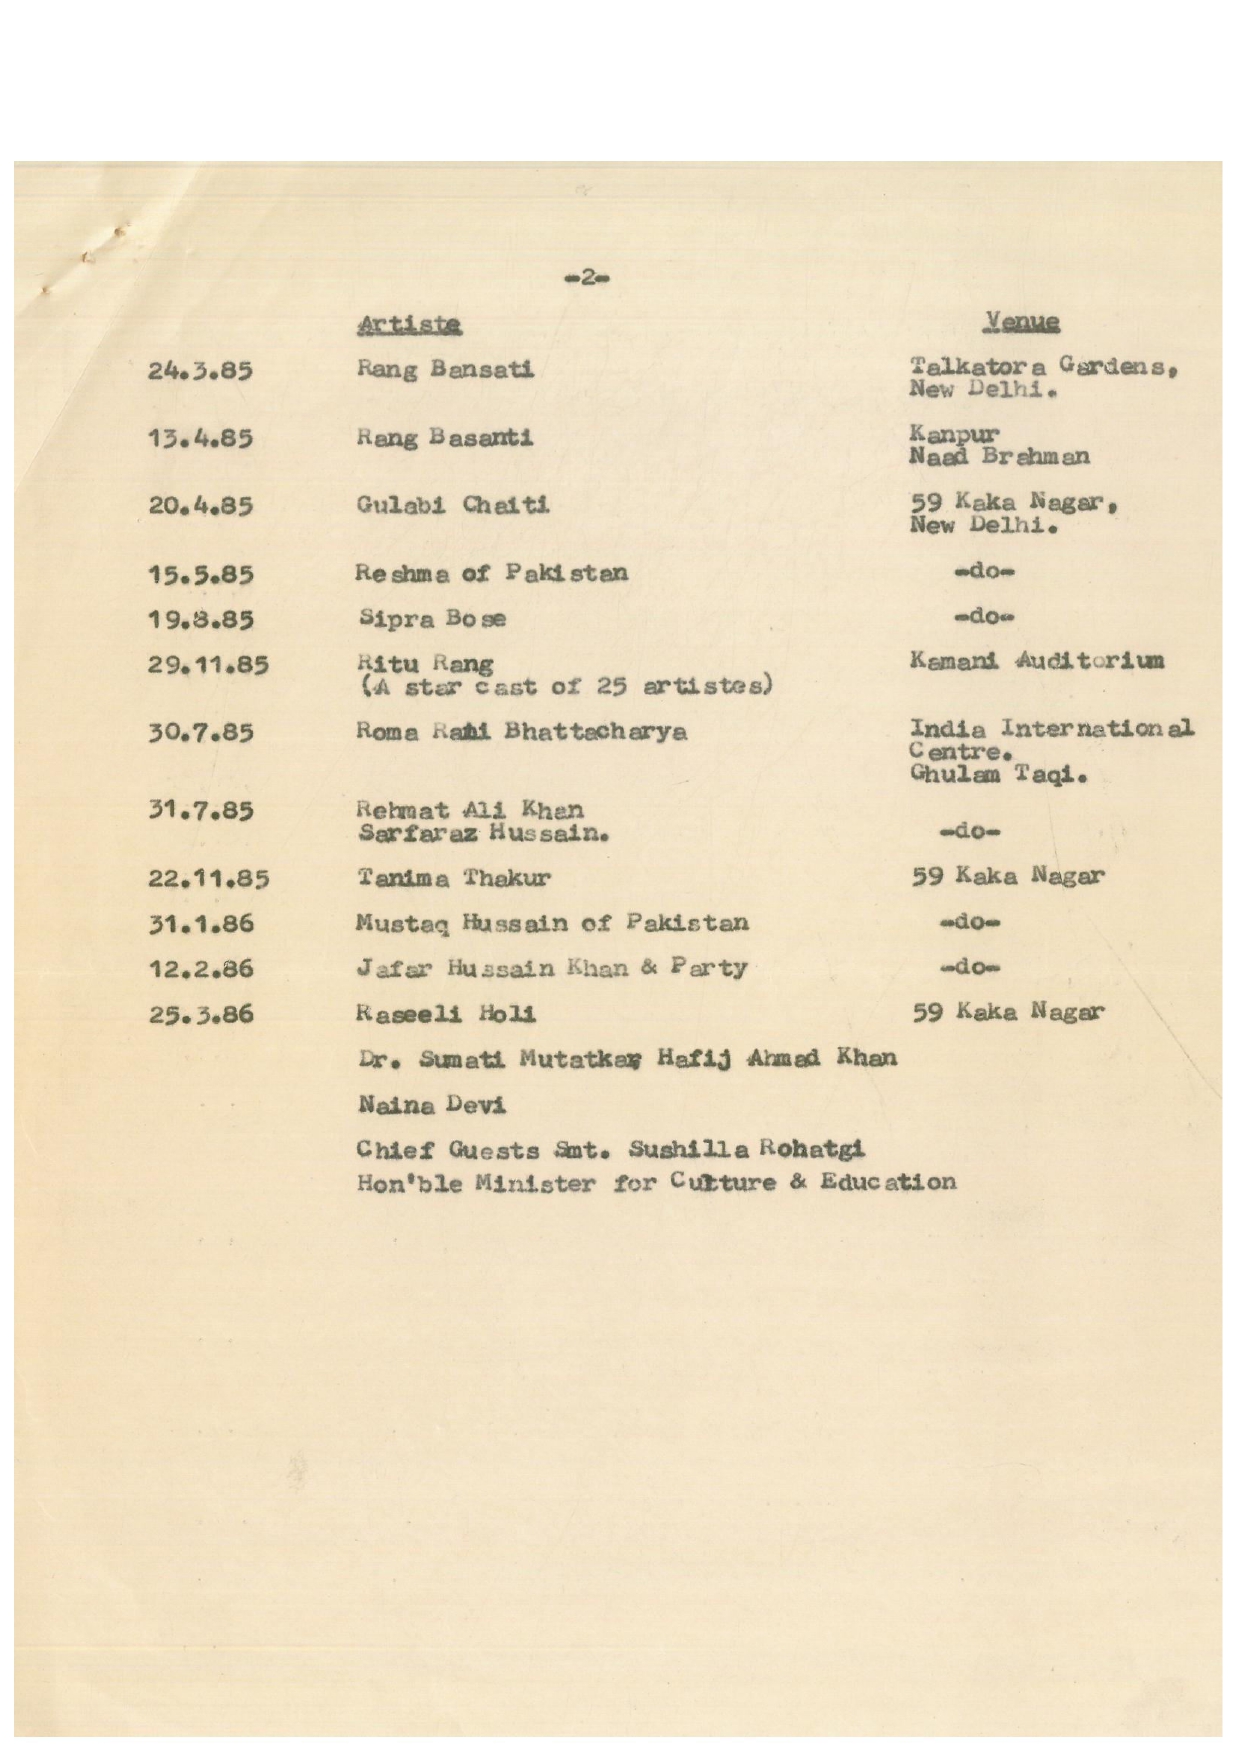 -2-
Artiste Venue
24.3.85 Rang Bansati Talkatora Gardens,
New Delhi.
13.4.85 Rang Basanti Kanpur
Naad Brahman
20.4.85 Gulabi Chaiti 59 Kaka Nagar,
New Delhi.
15.5.85 Reshma of Pakistan -do-
19.8.85 Sipra Bose -do-
29.11.85 Ritu Rang Kamani Auditorium
(A star cast of 25 artistes)
30.7.85 Roma Rani Bhattacharya India International
Centre.
Ghulam Taqi.
31.7.85 Rehmat Ali Khan
Sarfaraz Hussain. -do-
22.11.85 Tanima Thakur 59 Kaka Nagar
31.1.86 Mustaq Hussain of Pakistan -do-
12.2.86 Jafar Hussain Khan & Party -do-
25.3.86 Raseeli Holi 59 Kaka Nagar
Dr. Sumati Mutatkar, Hafij Ahmad Khan
Naina Devi
Chief Guests Smt. Sushilla Rohatgi
Hon'ble Minister for Culture & Education